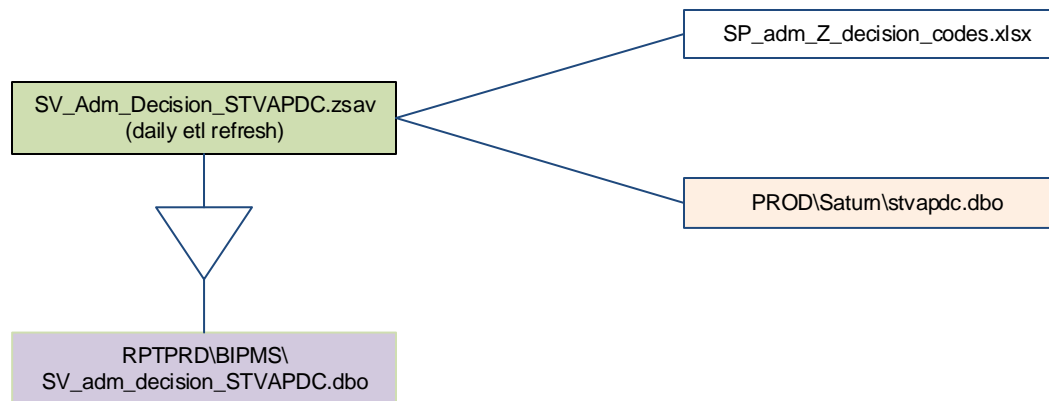 SP_adm_Z_decision_codes.xlsx
SV_Adm_Decision_STVAPDC.zsav
(daily etl refresh)
PROD\Saturn\stvapdc.dbo
RPTPRD\BIPMS\
SV_adm_decision_STVAPDC.dbo